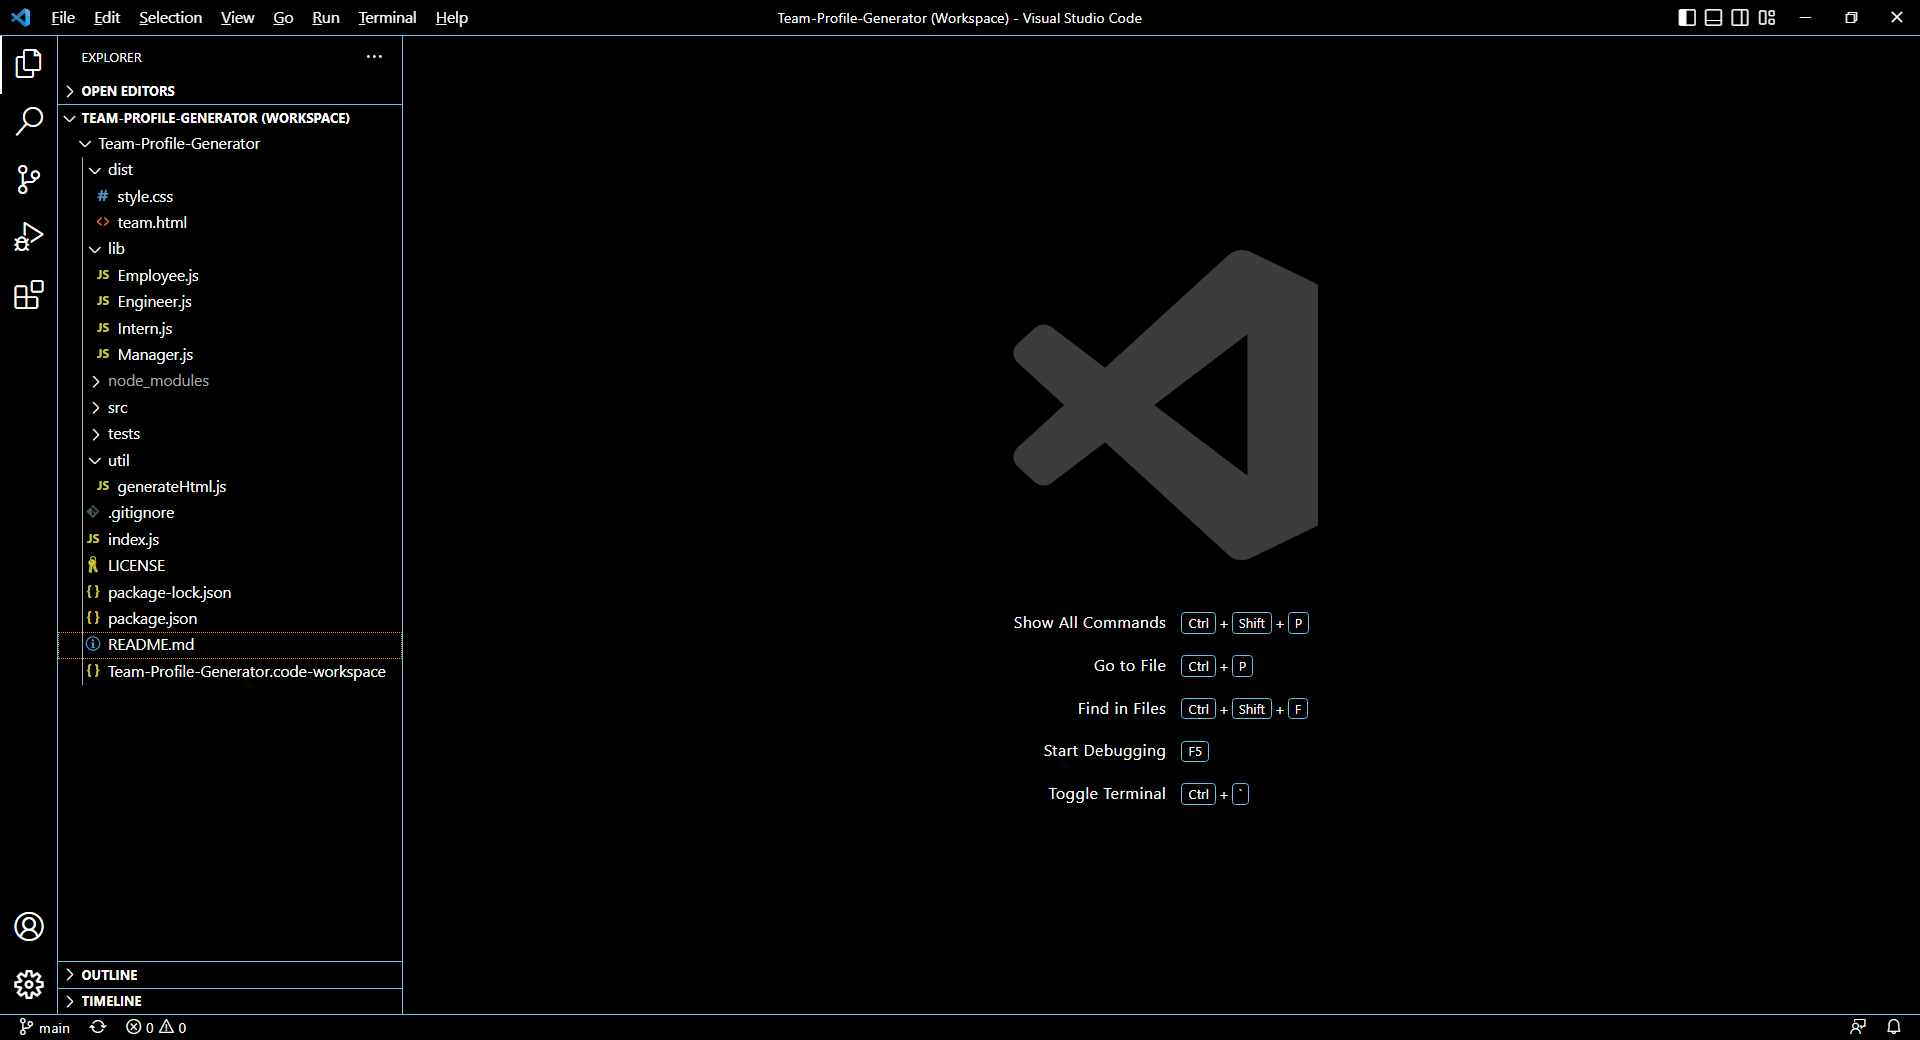 File Edit Selection View Go Run Terminal Help Team-Profile-Generator (Workspace) - Visual Studio Code
EXPLORER
OPEN EDITORS
TEAM-PROFILE-GENERATOR (WORKSPACE)
Team-Profile-Generator
dist
# style.css
<> team.html
lib
JS Employee.js
JS Engineer.js
JS Intern.js
JS Manager.js
node_modules
src
tests
util
JS generateHtml.js
.gitignore
JS index.js
LICENSE
{} package-lock.json
{} package.json
README.md
{} Team-Profile-Generator.code-workspace
OUTLINE
TIMELINE
Show All Commands Ctrl + Shift + P
Go to File Ctrl + P
Find in Files Ctrl + Shift + F
Start Debugging F5
Toggle Terminal Ctrl + `
main 0 0